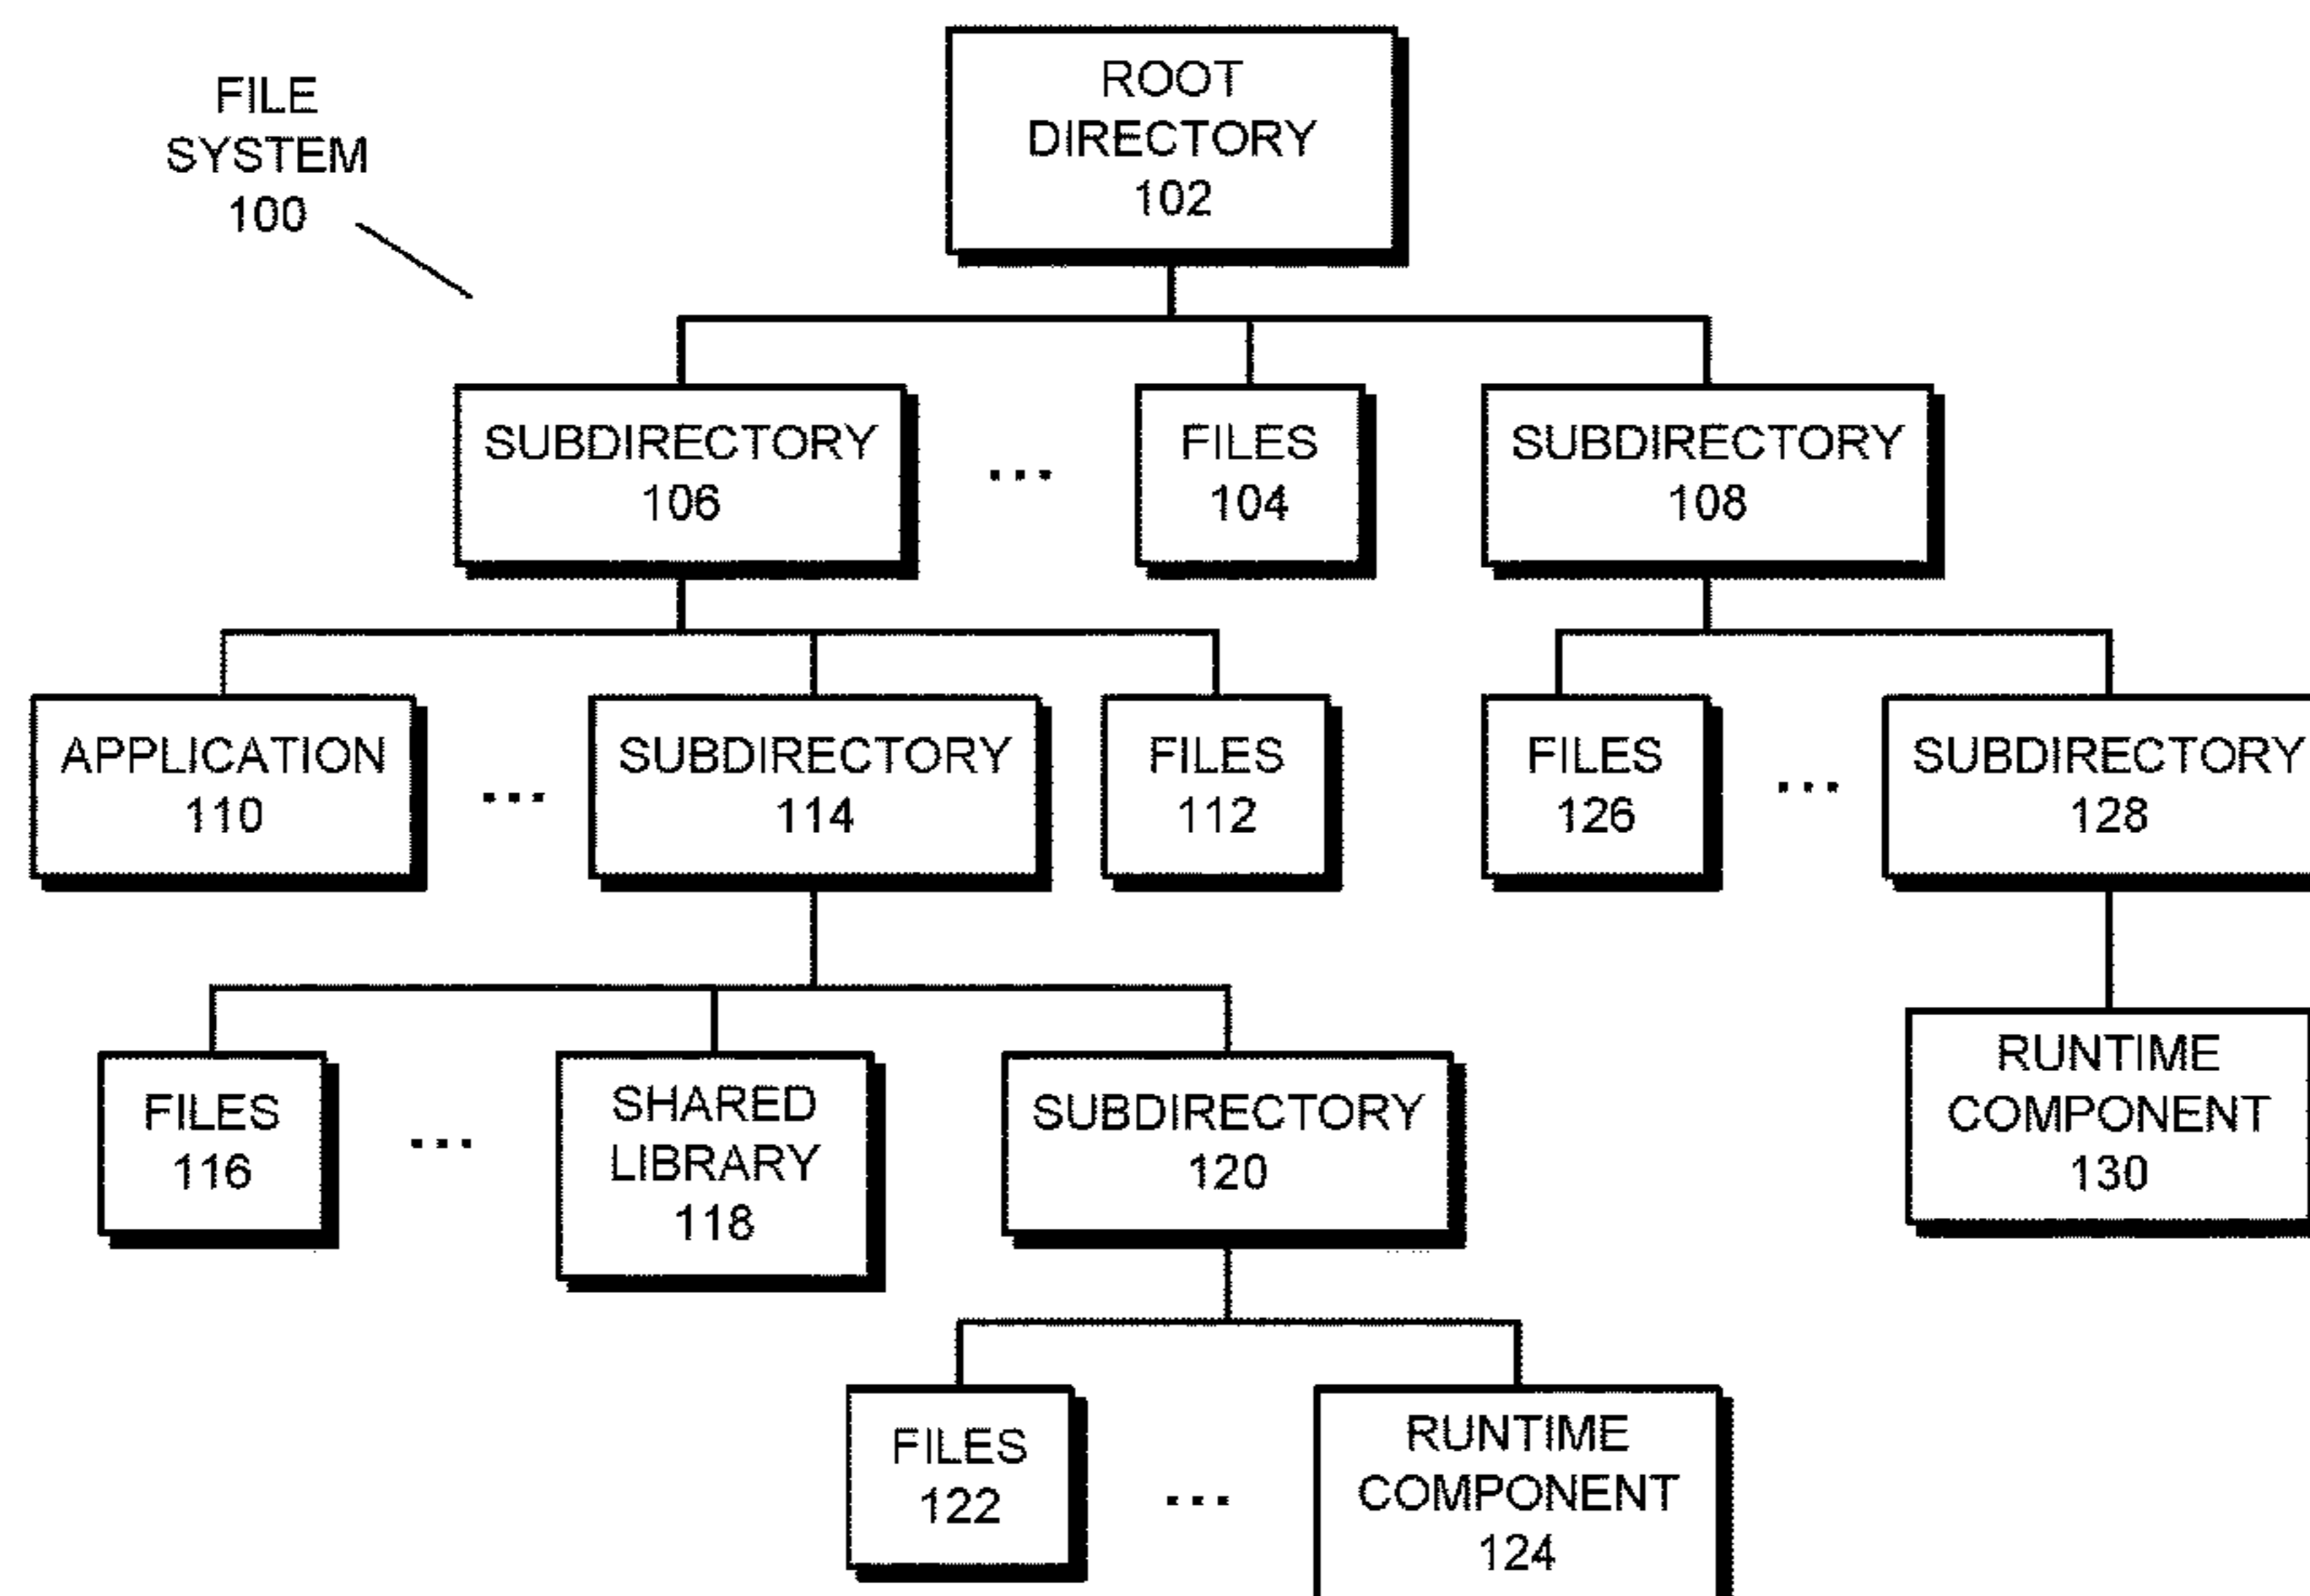 FILE
SYSTEM
100
ROOT
DIRECTORY
102
SUBDIRECTORY
106
...
FILES
104
SUBDIRECTORY
108
APPLICATION
110
...
SUBDIRECTORY
114
FILES
112
FILES
126
...
SUBDIRECTORY
128
FILES
116
...
SHARED
LIBRARY
118
SUBDIRECTORY
120
RUNTIME
COMPONENT
130
FILES
122
...
RUNTIME
COMPONENT
124